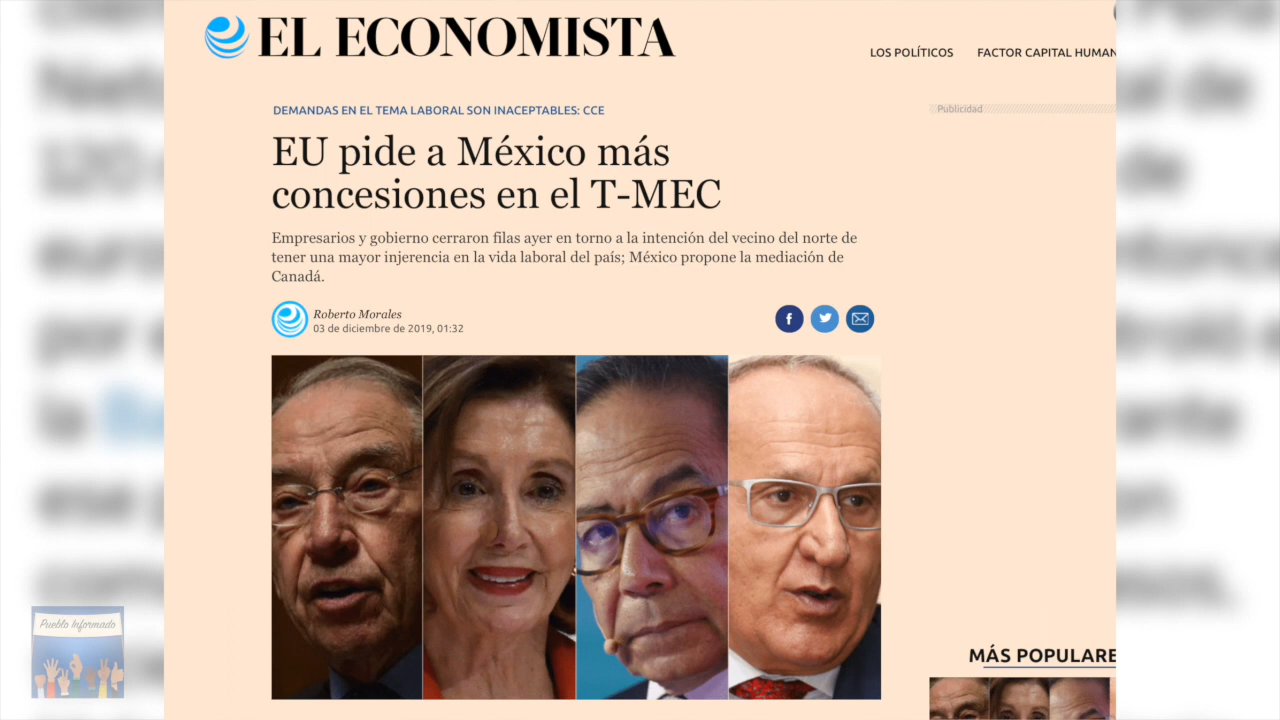 EL ECONOMISTA
LOS POLÍTICOS
FACTOR CAPITAL HUMAN
DEMANDAS EN EL TEMA LABORAL SON INACEPTABLES: CCE
Publicidad
EU pide a México más
concesiones en el T-MEC
Empresarios y gobierno cerraron filas ayer en torno a la intención del vecino del norte de
tener una mayor injerencia en la vida laboral del país; México propone la mediación de
Canadá.
Roberto Morales
03 de diciembre de 2019, 01:32
MÁS POPULARE
Pueblo Informado